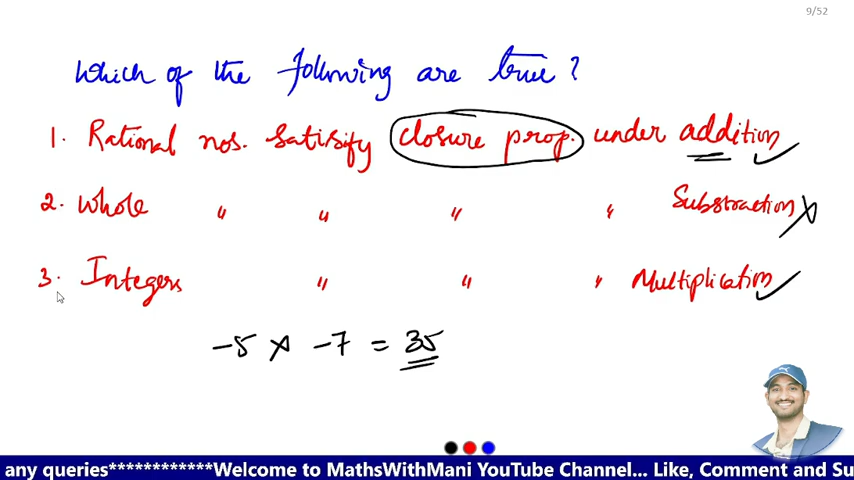 9/52
Which of the following are true?
1. Rational nos. Satisify closure prop. under addition ✓
2. Whole " " " " Substraction ✗
3. Integers " " " Multiplication ✓
-5 × -7 = 35
any queries************Welcome to MathsWithMani YouTube Channel... Like, Comment and Su